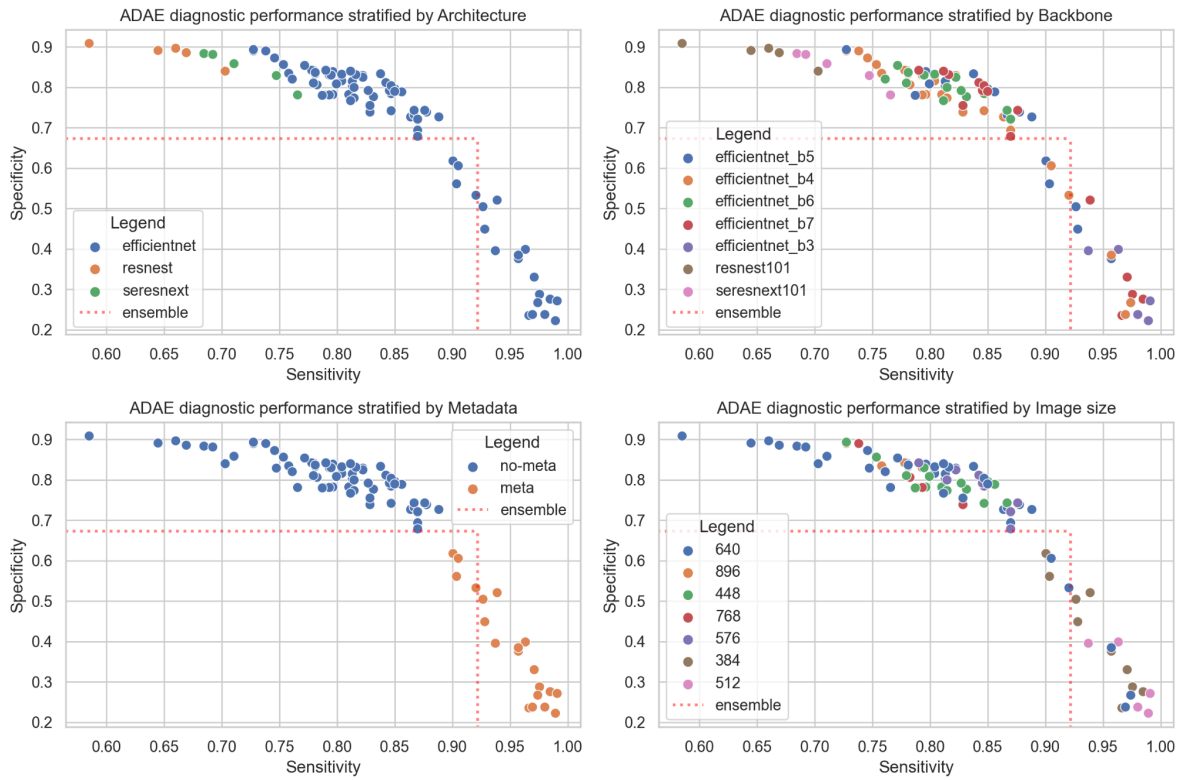 ADAE diagnostic performance stratified by Architecture
0.9
0.8
0.7
0.6
0.5
0.4
0.3
0.2
Specificity
Legend
efficientnet
resnest
seresnext
ensemble
0.60 0.65 0.70 0.75 0.80 0.85 0.90 0.95 1.00
Sensitivity
ADAE diagnostic performance stratified by Backbone
0.9
0.8
0.7
0.6
0.5
0.4
0.3
0.2
Specificity
Legend
efficientnet_b5
efficientnet_b4
efficientnet_b6
efficientnet_b7
efficientnet_b3
resnest101
seresnext101
ensemble
0.60 0.65 0.70 0.75 0.80 0.85 0.90 0.95 1.00
Sensitivity
ADAE diagnostic performance stratified by Metadata
0.9
0.8
0.7
0.6
0.5
0.4
0.3
0.2
Specificity
Legend
no-meta
meta
ensemble
0.60 0.65 0.70 0.75 0.80 0.85 0.90 0.95 1.00
Sensitivity
ADAE diagnostic performance stratified by Image size
0.9
0.8
0.7
0.6
0.5
0.4
0.3
0.2
Specificity
Legend
640
896
448
768
576
384
512
ensemble
0.60 0.65 0.70 0.75 0.80 0.85 0.90 0.95 1.00
Sensitivity